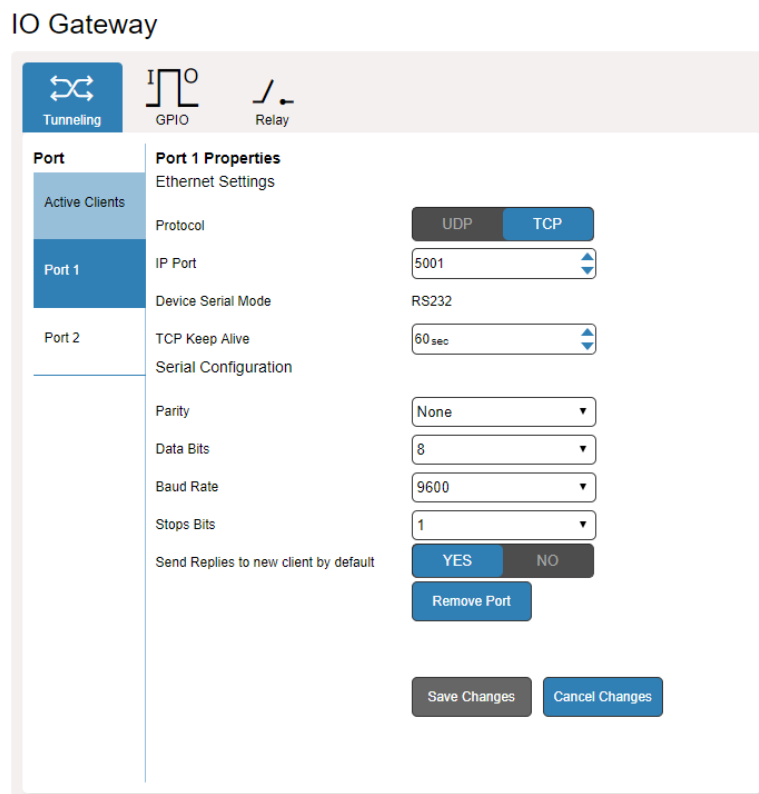 IO Gateway
I O
Tunneling GPIO Relay
Port
Active Clients
Port 1
Port 2
Port 1 Properties
Ethernet Settings
Protocol UDP TCP
IP Port 5001
Device Serial Mode RS232
TCP Keep Alive 60 sec
Serial Configuration
Parity None
Data Bits 8
Baud Rate 9600
Stops Bits 1
Send Replies to new client by default YES NO
Remove Port
Save Changes Cancel Changes